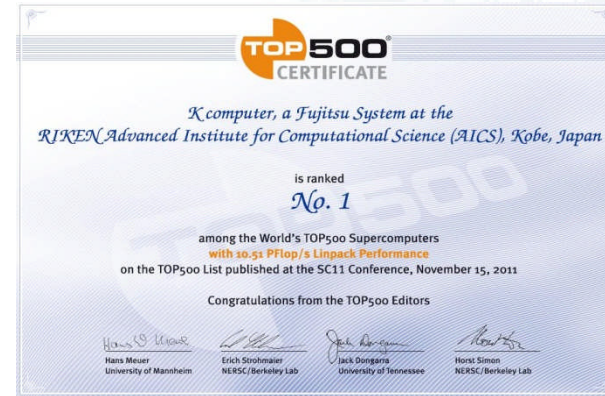 TOP500
CERTIFICATE
K computer, a Fujitsu System at the
RIKEN Advanced Institute for Computational Science (AICS), Kobe, Japan
is ranked
No. 1
among the World's TOP500 Supercomputers
with 10.51 PFlop/s Linpack Performance
on the TOP500 List published at the SC11 Conference, November 15, 2011
Congratulations from the TOP500 Editors
Hans Meuer Erich Strohmaier Jack Dongarra Horst Simon
University of Mannheim NERSC/Berkeley Lab University of Tennessee NERSC/Berkeley Lab